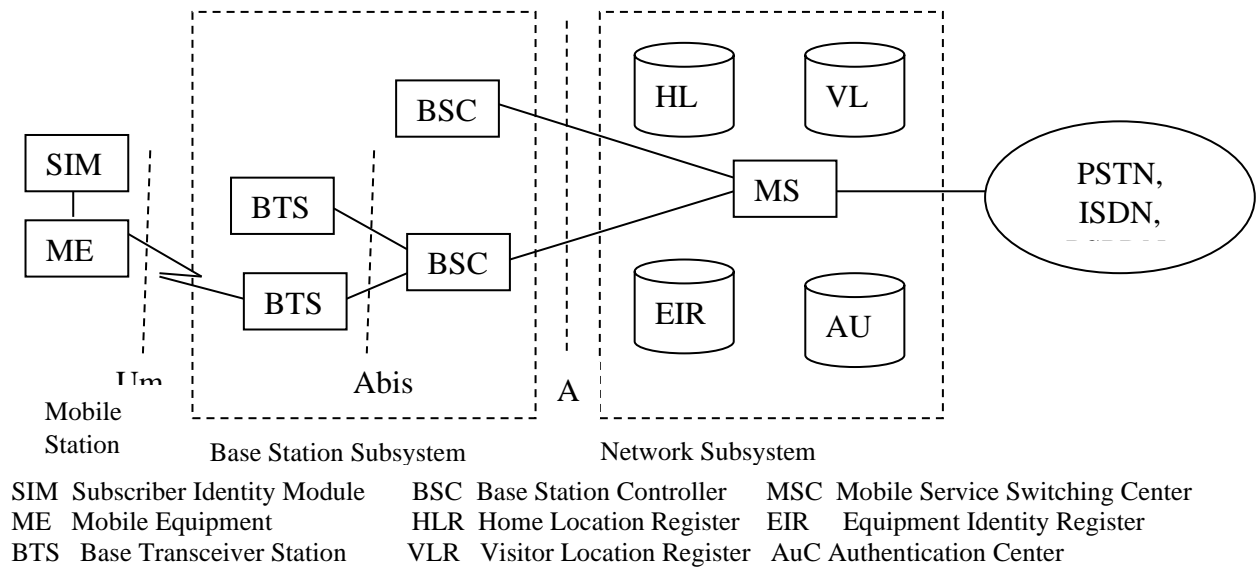 HL
VL
BSC
SIM
MS
PSTN,
ISDN,
BTS
ME
BSC
BTS
EIR
AU
Um
Abis
A
Mobile
Station
Base Station Subsystem
Network Subsystem
SIM Subscriber Identity Module BSC Base Station Controller MSC Mobile Service Switching Center
ME Mobile Equipment HLR Home Location Register EIR Equipment Identity Register
BTS Base Transceiver Station VLR Visitor Location Register AuC Authentication Center